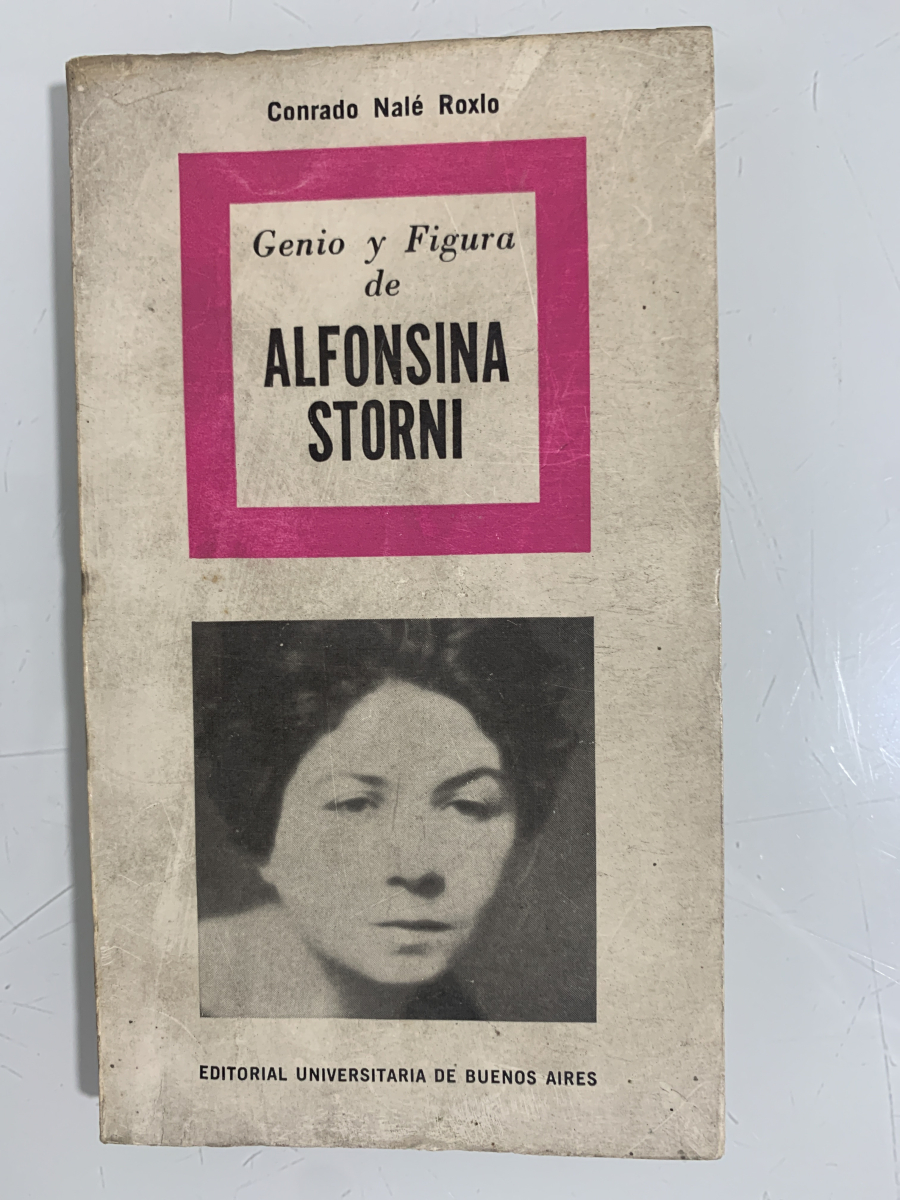 Conrado Nalé Roxlo
Genio y Figura
de
ALFONSINA
STORNI
EDITORIAL UNIVERSITARIA DE BUENOS AIRES